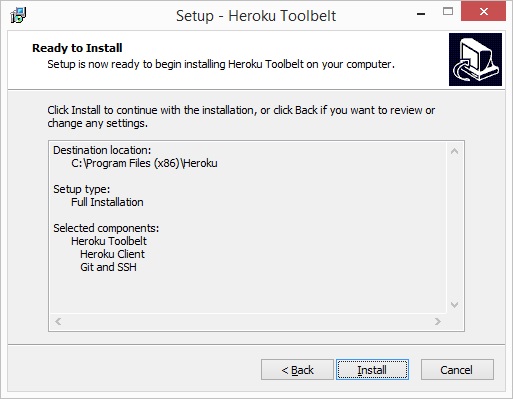 Setup - Heroku Toolbelt
Ready to Install
Setup is now ready to begin installing Heroku Toolbelt on your computer.
Click Install to continue with the installation, or click Back if you want to review or
change any settings.
Destination location:
C:\Program Files (x86)\Heroku
Setup type:
Full Installation
Selected components:
Heroku Toolbelt
Heroku Client
Git and SSH
< Back
Install
Cancel